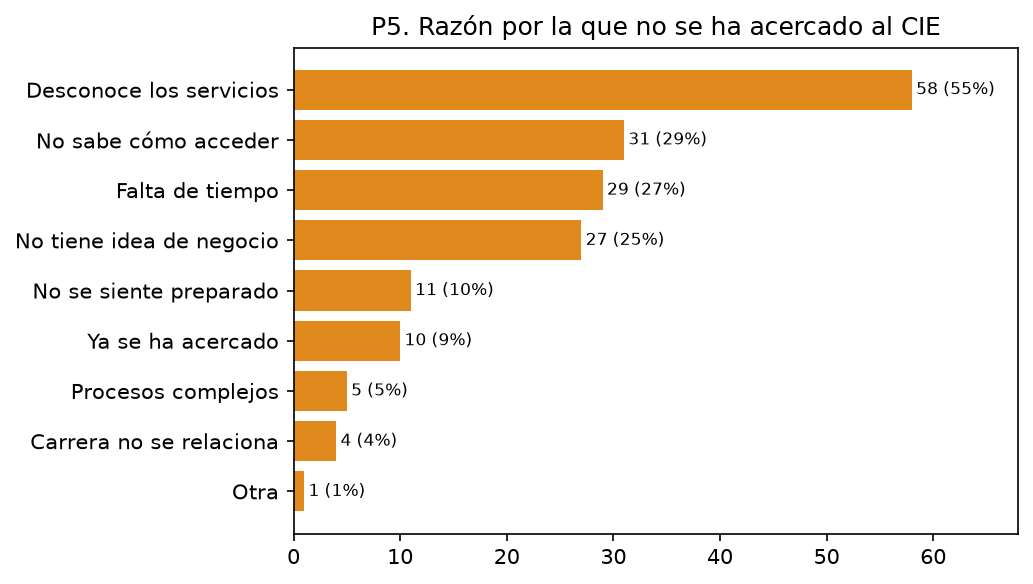 P5. Razón por la que no se ha acercado al CIE
Desconoce los servicios 58 (55%)
No sabe cómo acceder 31 (29%)
Falta de tiempo 29 (27%)
No tiene idea de negocio 27 (25%)
No se siente preparado 11 (10%)
Ya se ha acercado 10 (9%)
Procesos complejos 5 (5%)
Carrera no se relaciona 4 (4%)
Otra 1 (1%)
0 10 20 30 40 50 60